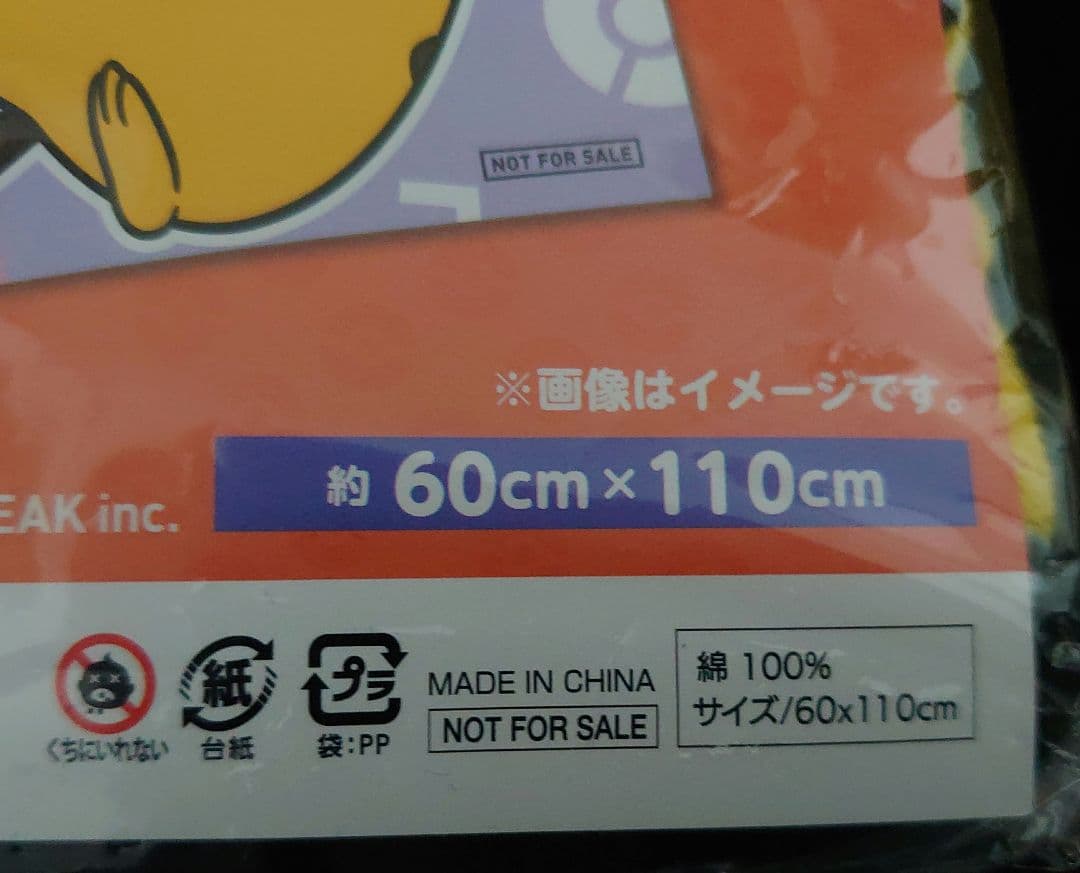 NOT FOR SALE
※画像はイメージです。
約 60cm×110cm
EAK inc.
くちにいれない
紙
台紙
プラ
袋:PP
MADE IN CHINA
NOT FOR SALE
綿 100%
サイズ/60x110cm